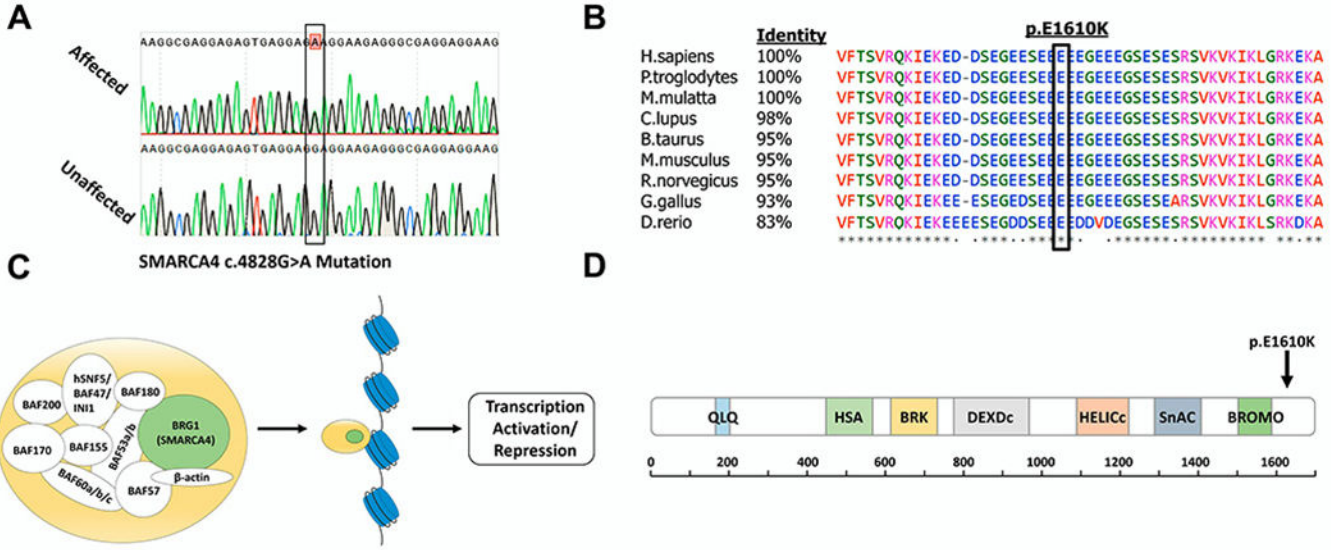 A
Affected
AAGGCGAGGAGAGTGAGGAGAAGGAAGAGGGCGAGGAGGAAG
Unaffected
AAGGCGAGGAGAGTGAGGAGGAGGAAGAGGGCGAGGAGGAAG
SMARCA4 c.4828G>A Mutation
B
Identity
p.E1610K
H.sapiens 100% VFTSVRQKIEKED-DSEGEESEEEEEGEEEGSESESRSVKVKIKLGRKEKA
P.troglodytes 100% VFTSVRQKIEKED-DSEGEESEEEEEGEEEGSESESRSVKVKIKLGRKEKA
M.mulatta 100% VFTSVRQKIEKED-DSEGEESEEEEEGEEEGSESESRSVKVKIKLGRKEKA
C.lupus 98% VFTSVRQKIEKED-DSEGEESEEEEEGEEEGSESESRSVKVKIKLGRKEKA
B.taurus 95% VFTSVRQKIEKED-DSEGEESEEEEEGEEEGSESESRSVKVKIKLGRKEKA
M.musculus 95% VFTSVRQKIEKED-DSEGEESEEEEEGEEEGSESESRSVKVKIKLGRKEKA
R.norvegicus 95% VFTSVRQKIEKED-DSEGEESEEEEEGEEEGSESESRSVKVKIKLGRKEKA
G.gallus 93% VFTSVRQKIEKEE-ESEGEDSEEEEEGEEEGSESEARSVKVKIKLGRKEKA
D.rerio 83% VFTSVRQKIEKEEEESEGDDSEEEEDDVDEGSESESRSVKVKIKLGRKDKA
C
hSNF5/
BAF47/
INI1
BAF180
BAF200
BRG1
(SMARCA4)
BAF170
BAF155
BAF53a/b
BAF60a/b/c
BAF57
β-actin
Transcription
Activation/
Repression
D
p.E1610K
QLQ HSA BRK DEXDc HELICc SnAC BROMO
0 200 400 600 800 1000 1200 1400 1600